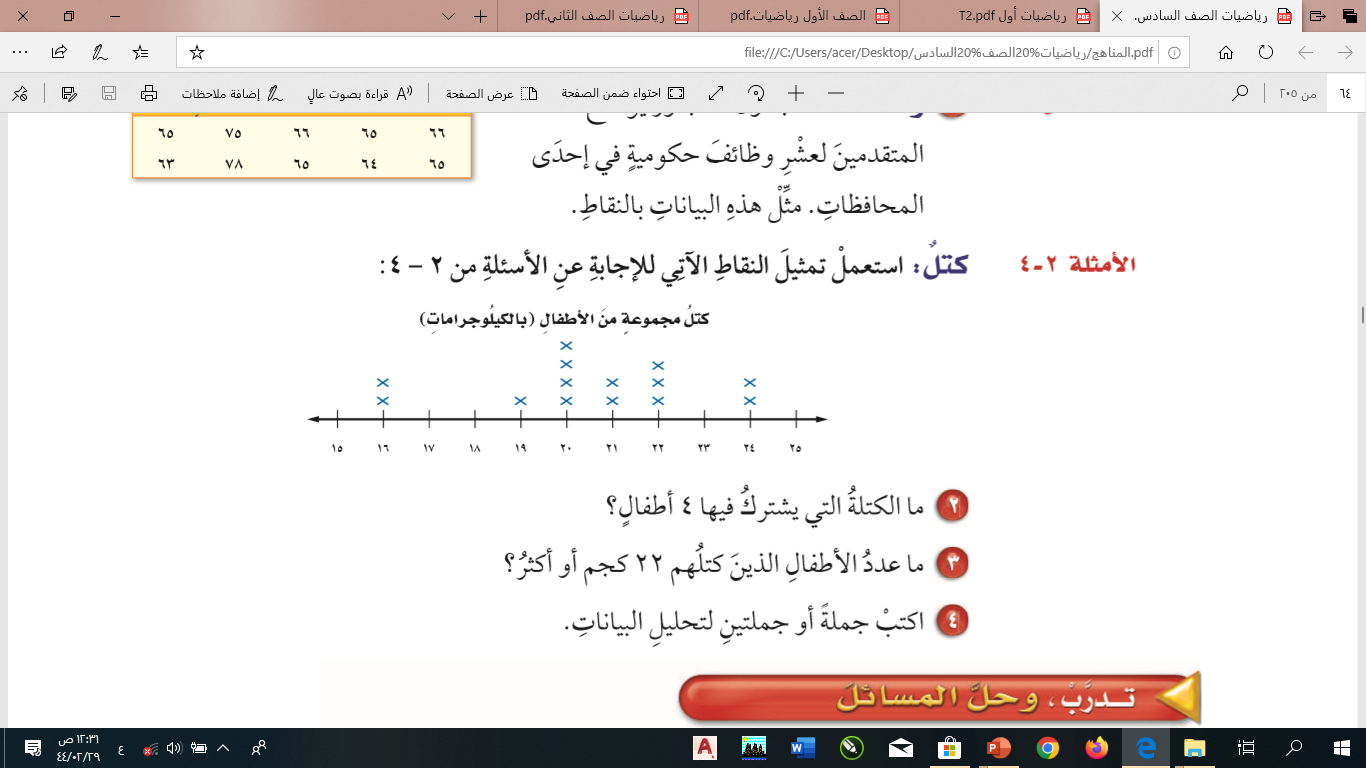 رياضيات الصف السادس.pdf
رياضيات أول T2.pdf
الصف الأول رياضيات.pdf
رياضيات الصف الثاني.pdf
file:///C:/Users/acer/Desktop/المناهج/رياضيات%20الصف%20السادس.pdf
٦٤ من ٢٠٥
احتواء ضمن الصفحة
عرض الصفحة
قراءة بصوت عالٍ
إضافة ملاحظات
٦٦ ٦٥ ٦٦ ٧٥ ٦٥
٦٥ ٦٤ ٦٥ ٧٨ ٦٣
المتقدمينَ لعشْرِ وظائفَ حكوميةٍ في إحدَى
المحافظاتِ. مثِّلْ هذهِ البياناتِ بالنقاطِ.
الأمثلة ٢-٤
كتلٌ: استعملْ تمثيلَ النقاطِ الآتِي للإجابةِ عنِ الأسئلةِ من ٢ – ٤:
كتلُ مجموعةٍ منَ الأطفالِ (بالكيلُوجراماتِ)
١٥ ١٦ ١٧ ١٨ ١٩ ٢٠ ٢١ ٢٢ ٢٣ ٢٤ ٢٥
٢ ما الكتلةُ التي يشتركُ فيها ٤ أطفالٍ؟
٣ ما عددُ الأطفالِ الذينَ كتلُهم ٢٢ كجم أو أكثرُ؟
٤ اكتبْ جملةً أو جملتينِ لتحليلِ البياناتِ.
تدرَّبْ، وحلَّ المسائلَ
١٢:٣١ ص
٤٤/٠٢/٢٩
ع